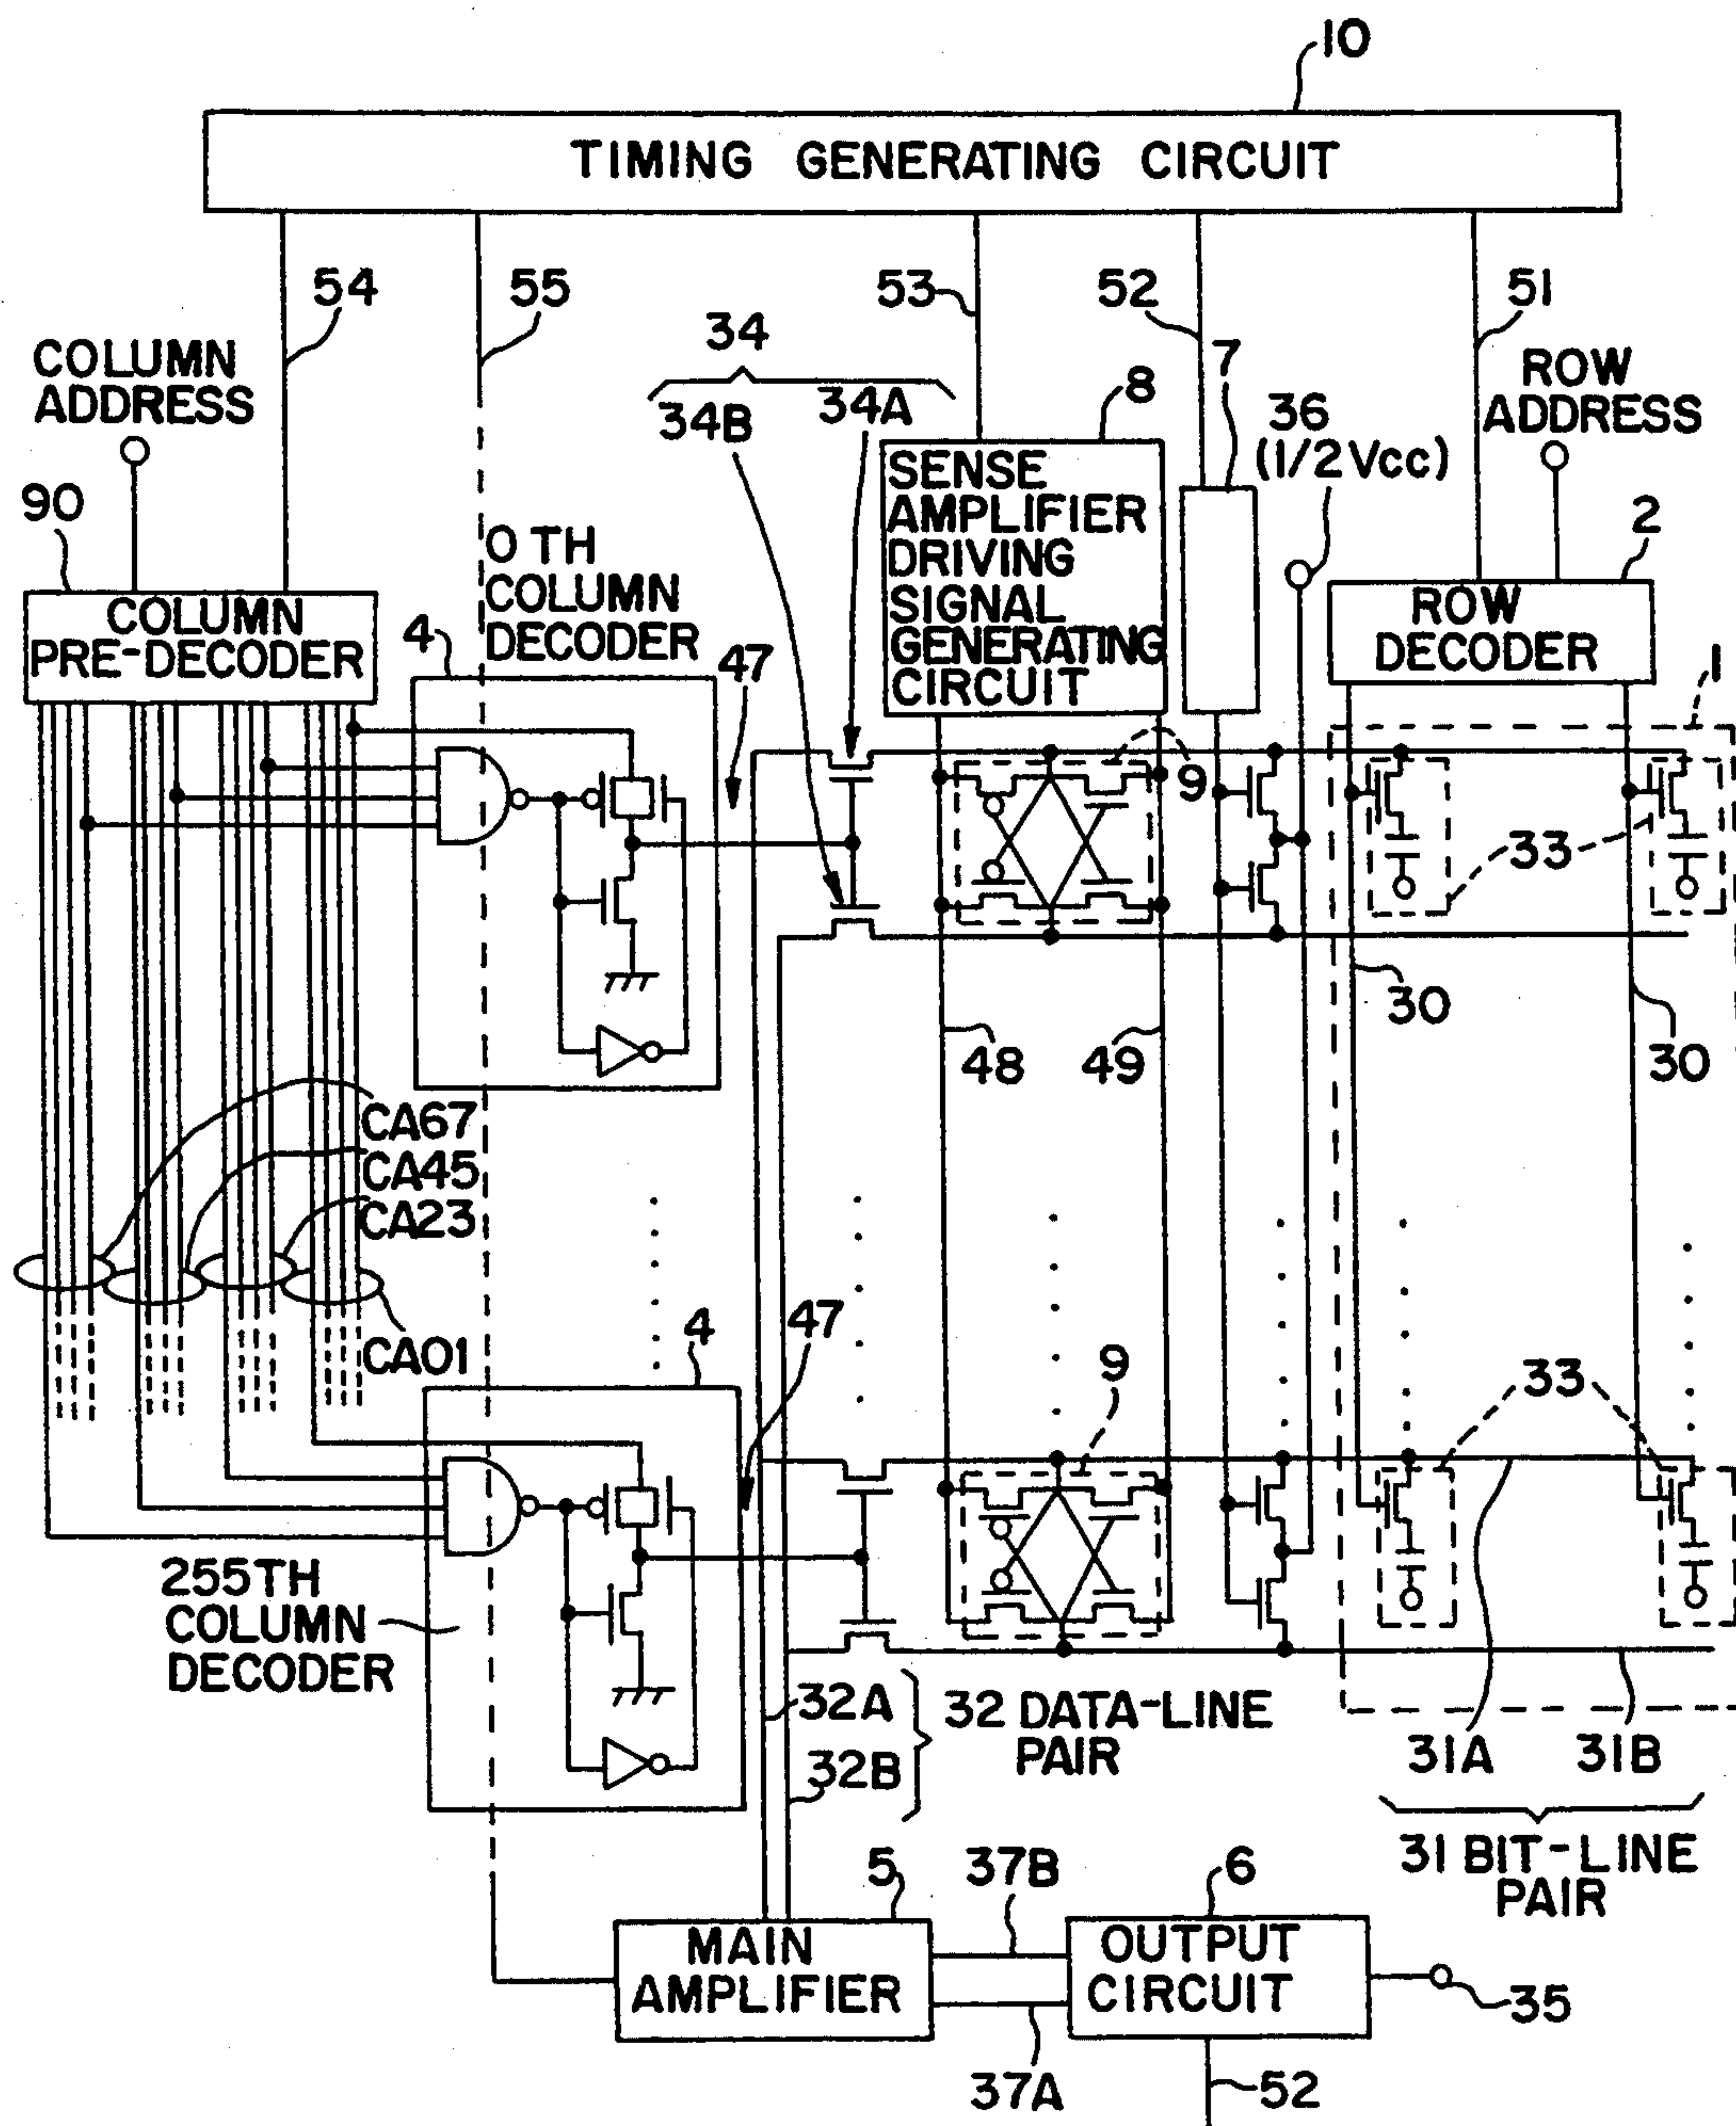 10
TIMING GENERATING CIRCUIT
54
55
53
52
51
34
34B
34A
8
7
36
(1/2 Vcc)
COLUMN
ADDRESS
ROW
ADDRESS
90
2
COLUMN
PRE-DECODER
0 TH
COLUMN
DECODER
4
47
SENSE
AMPLIFIER
DRIVING
SIGNAL
GENERATING
CIRCUIT
ROW
DECODER
1
9
33
30
30
48
49
CA67
CA45
CA23
CA01
4
47
9
33
255TH
COLUMN
DECODER
32A
32B
32 DATA-LINE
PAIR
31A
31B
31 BIT-LINE
PAIR
5
37B
6
MAIN
AMPLIFIER
OUTPUT
CIRCUIT
35
37A
52